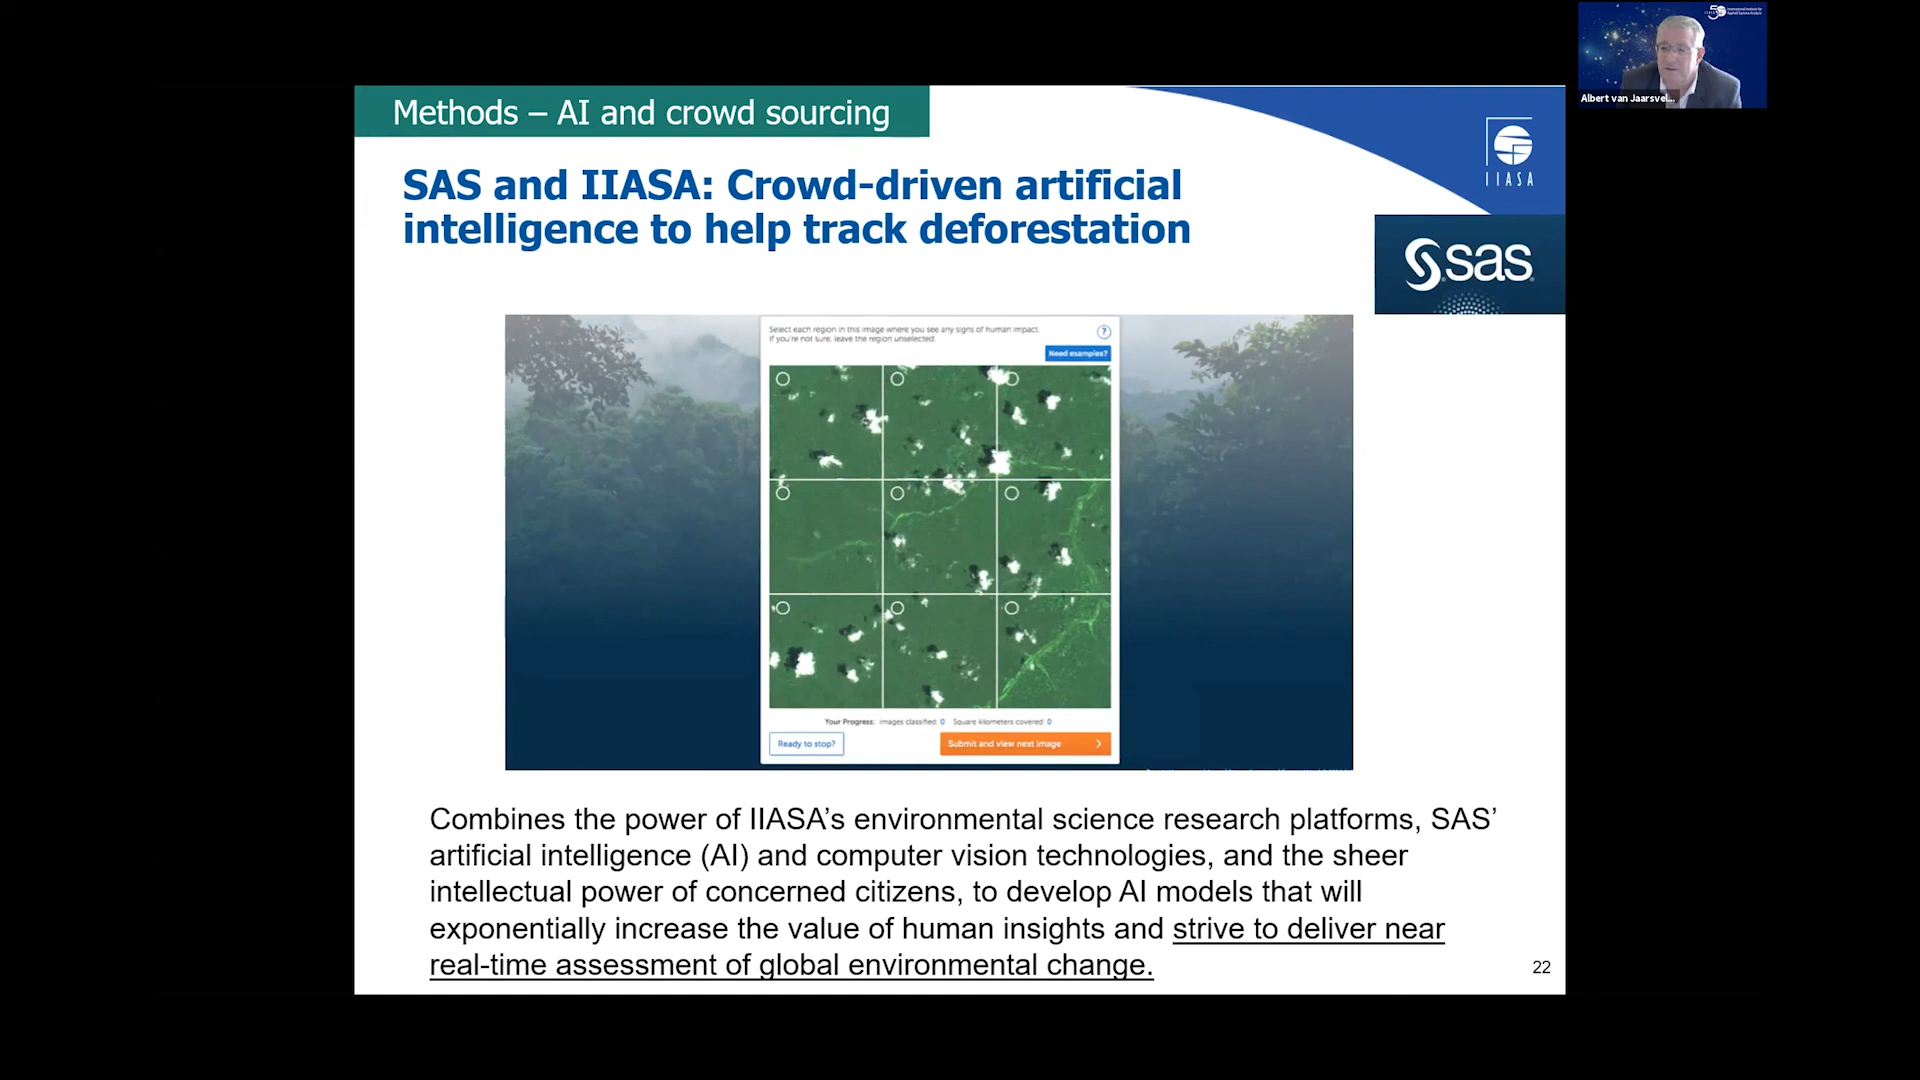 International Institute for
Applied Systems Analysis
Albert van Jaarsvel...
Methods – AI and crowd sourcing
IIASA
SAS and IIASA: Crowd-driven artificial
intelligence to help track deforestation
sas
Select each region in this image where you see any signs of human impact.
If you're not sure, leave the region unselected.
?
Need examples?
Your Progress: Images classified: 0 Square kilometers covered: 0
Ready to stop?
Submit and view next image
Combines the power of IIASA's environmental science research platforms, SAS'
artificial intelligence (AI) and computer vision technologies, and the sheer
intellectual power of concerned citizens, to develop AI models that will
exponentially increase the value of human insights and strive to deliver near
real-time assessment of global environmental change.
22